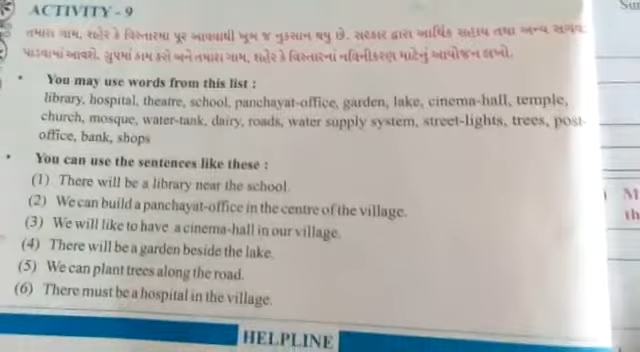 ACTIVITY - 9
તમારા ગામ, શહેર કે વિસ્તારમાં પૂર આવવાથી ખૂબ જ નુકસાન થયું છે. સરકાર દ્વારા આર્થિક સહાય તથા અન્ય
પાડવામાં આવશે. ગ્રુપમાં કામ કરો અને તમારા ગામ, શહેર કે વિસ્તારનાં નવિનીકરણ માટેનું આયોજન લખો.
• You may use words from this list :
library, hospital, theatre, school, panchayat-office, garden, lake, cinema-hall, temple,
church, mosque, water-tank, dairy, roads, water supply system, street-lights, trees, post-
office, bank, shops
• You can use the sentences like these :
(1) There will be a library near the school.
(2) We can build a panchayat-office in the centre of the village.
(3) We will like to have a cinema-hall in our village.
(4) There will be a garden beside the lake.
(5) We can plant trees along the road.
(6) There must be a hospital in the village.
HELPLINE